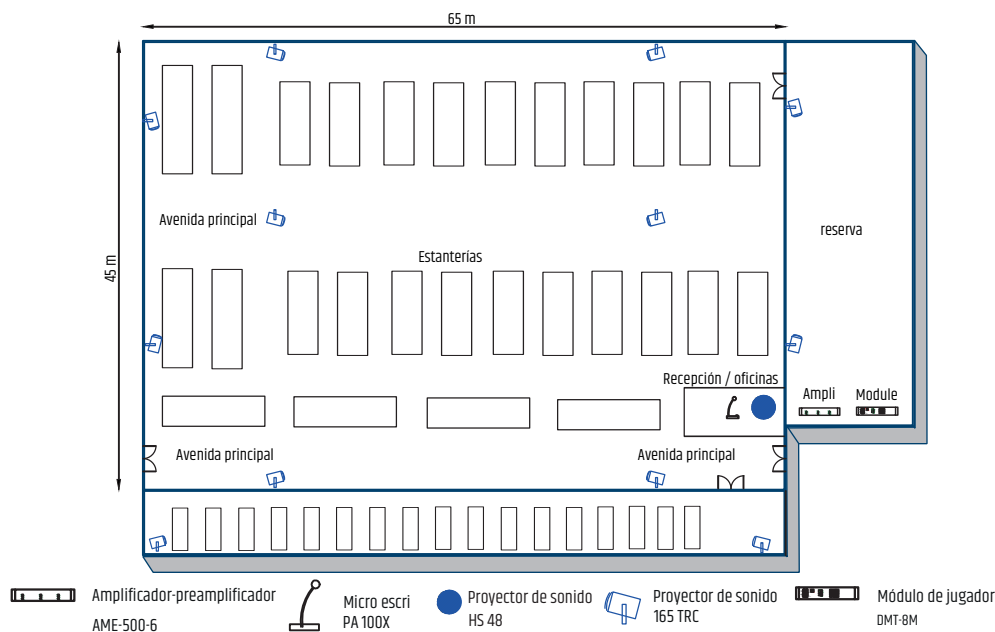 65 m
45 m
Avenida principal
reserva
Estanterías
Recepción / oficinas
Ampli
Module
Avenida principal
Avenida principal
Amplificador-preamplificador
AME-500-6
Micro escri
PA 100X
Proyector de sonido
HS 48
Proyector de sonido
165 TRC
Módulo de jugador
DMT-8M